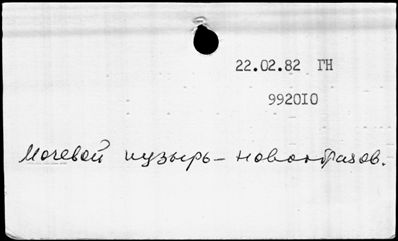 22.02.82 ГН
992010
Мочевой пузырь – новообразов.